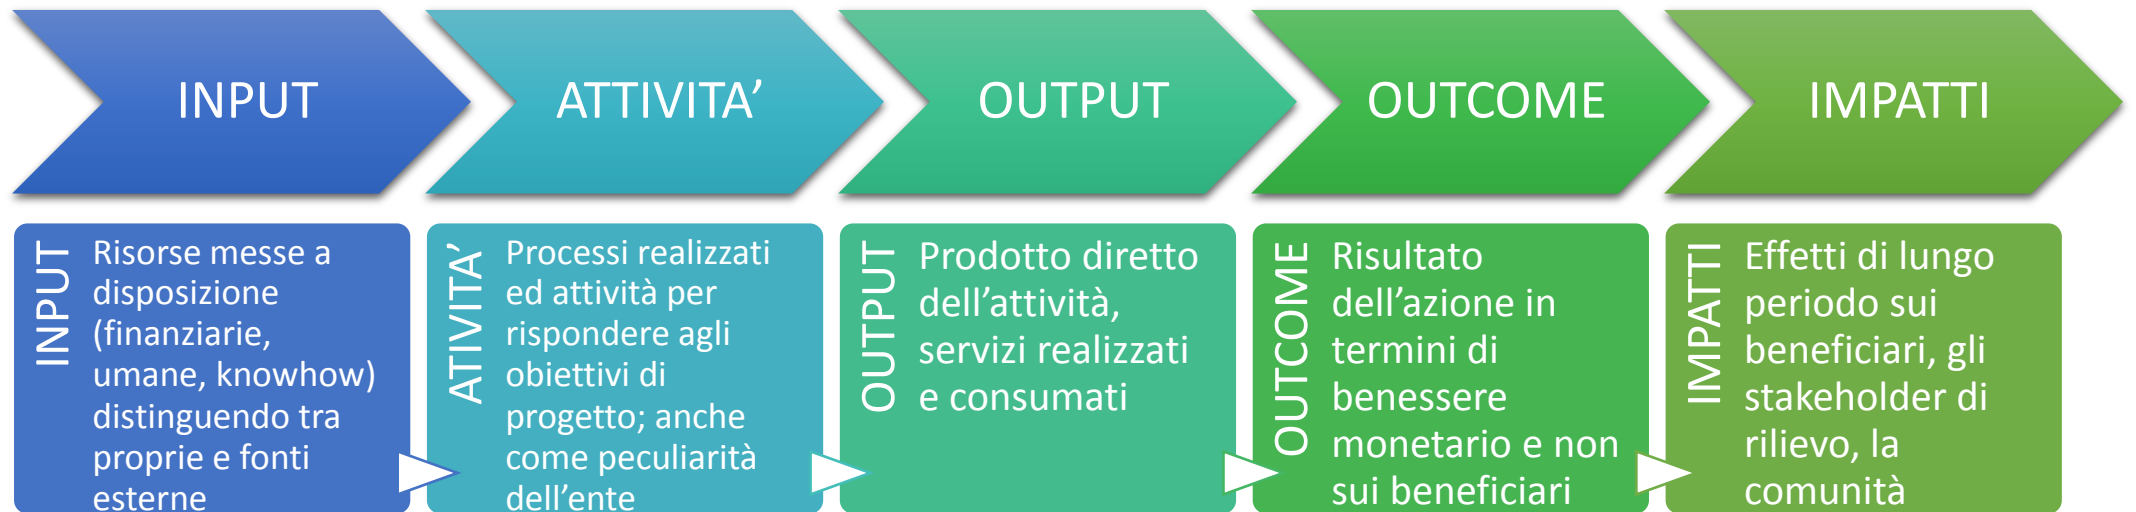 INPUT
ATTIVITA’
OUTPUT
OUTCOME
IMPATTI
INPUT
Risorse messe a
disposizione
(finanziarie,
umane, knowhow)
distinguendo tra
proprie e fonti
esterne
ATIVITA’
Processi realizzati
ed attività per
rispondere agli
obiettivi di
progetto; anche
come peculiarità
dell’ente
OUTPUT
Prodotto diretto
dell’attività,
servizi realizzati
e consumati
OUTCOME
Risultato
dell’azione in
termini di
benessere
monetario e non
sui beneficiari
IMPATTI
Effetti di lungo
periodo sui
beneficiari, gli
stakeholder di
rilievo, la
comunità